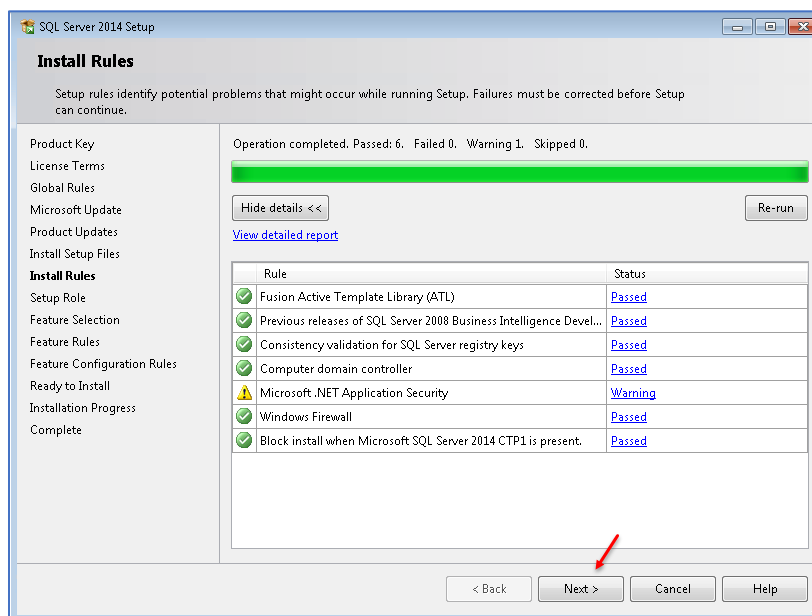 SQL Server 2014 Setup
Install Rules
Setup rules identify potential problems that might occur while running Setup. Failures must be corrected before Setup
can continue.
Product Key
License Terms
Global Rules
Microsoft Update
Product Updates
Install Setup Files
Install Rules
Setup Role
Feature Selection
Feature Rules
Feature Configuration Rules
Ready to Install
Installation Progress
Complete
Operation completed. Passed: 6.   Failed 0.   Warning 1.   Skipped 0.
Hide details <<
Re-run
View detailed report
Rule Status
Fusion Active Template Library (ATL) Passed
Previous releases of SQL Server 2008 Business Intelligence Devel... Passed
Consistency validation for SQL Server registry keys Passed
Computer domain controller Passed
Microsoft .NET Application Security Warning
Windows Firewall Passed
Block install when Microsoft SQL Server 2014 CTP1 is present. Passed
< Back
Next >
Cancel
Help